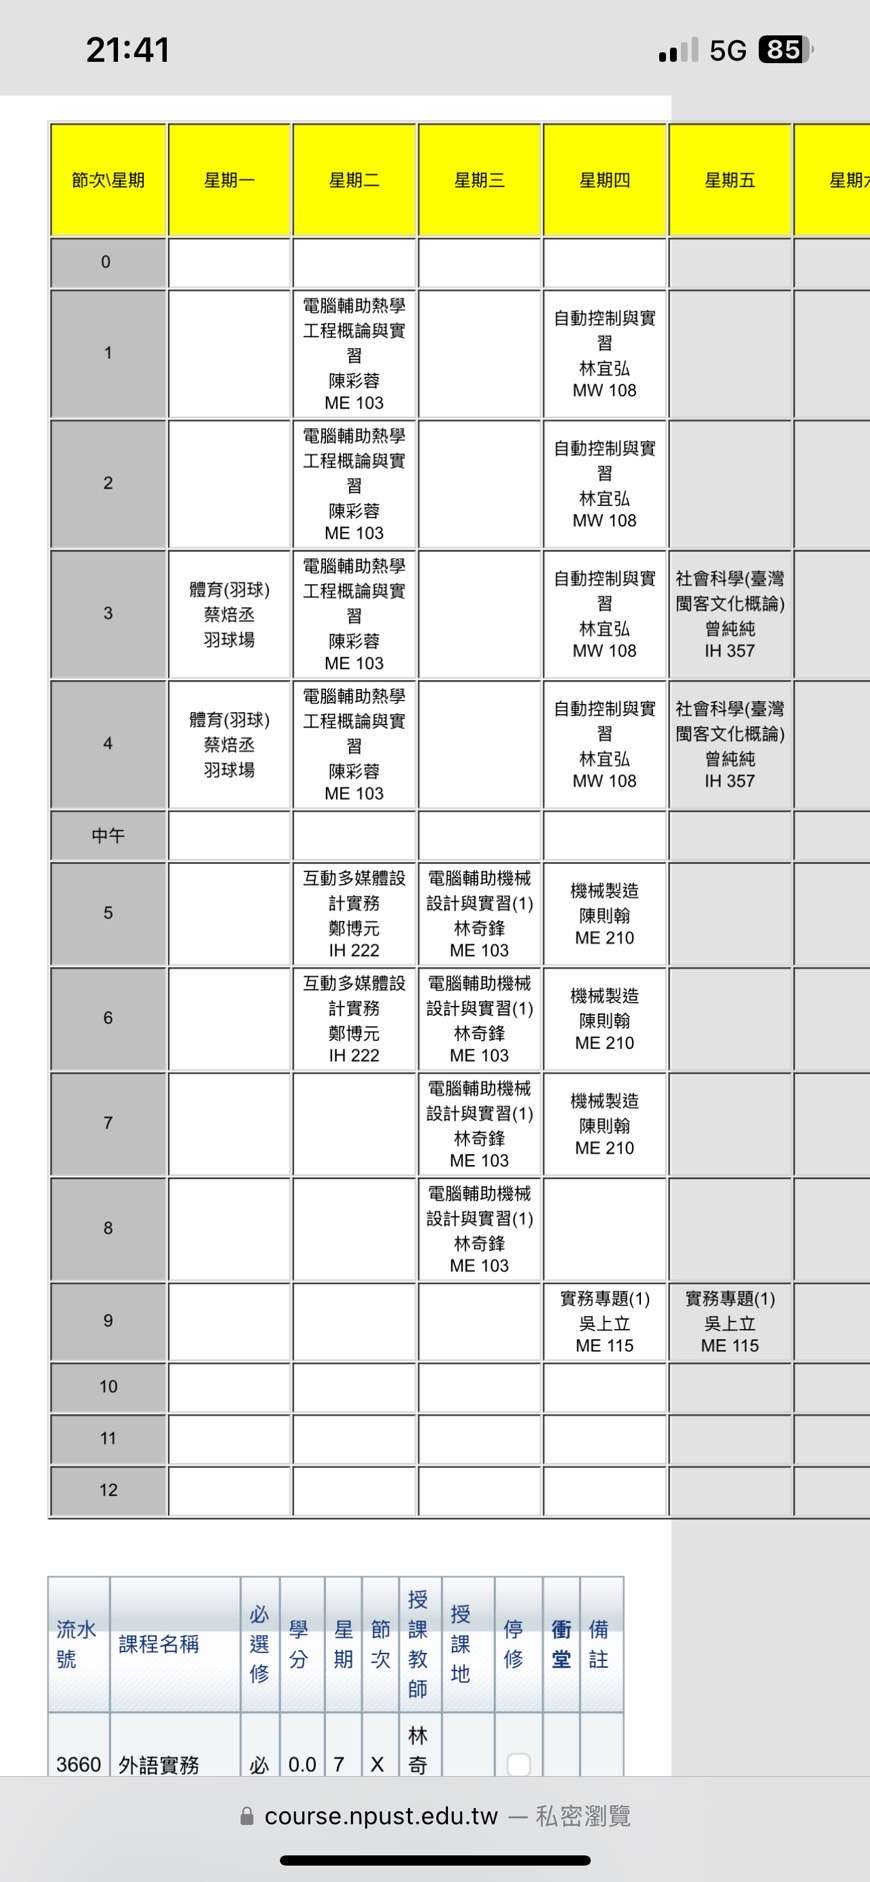 21:41 5G 85
節次\星期 星期一 星期二 星期三 星期四 星期五 星期
0
1
電腦輔助熱學
工程概論與實
習
陳彩蓉
ME 103
自動控制與實
習
林宜弘
MW 108
2
電腦輔助熱學
工程概論與實
習
陳彩蓉
ME 103
自動控制與實
習
林宜弘
MW 108
3
體育(羽球)
蔡焙丞
羽球場
電腦輔助熱學
工程概論與實
習
陳彩蓉
ME 103
自動控制與實
習
林宜弘
MW 108
社會科學(臺灣
閩客文化概論)
曾純純
IH 357
4
體育(羽球)
蔡焙丞
羽球場
電腦輔助熱學
工程概論與實
習
陳彩蓉
ME 103
自動控制與實
習
林宜弘
MW 108
社會科學(臺灣
閩客文化概論)
曾純純
IH 357
中午
5
互動多媒體設
計實務
鄭博元
IH 222
電腦輔助機械
設計與實習(1)
林奇鋒
ME 103
機械製造
陳則翰
ME 210
6
互動多媒體設
計實務
鄭博元
IH 222
電腦輔助機械
設計與實習(1)
林奇鋒
ME 103
機械製造
陳則翰
ME 210
7
電腦輔助機械
設計與實習(1)
林奇鋒
ME 103
機械製造
陳則翰
ME 210
8
電腦輔助機械
設計與實習(1)
林奇鋒
ME 103
9
實務專題(1)
吳上立
ME 115
實務專題(1)
吳上立
ME 115
10
11
12
流水
號
課程名稱
必
選
修
學
分
星
期
節
次
授
課
教
師
授
課
地
停
修
衝
堂
備
註
3660 外語實務 必 0.0 7 X
林
奇
course.npust.edu.tw — 私密瀏覽